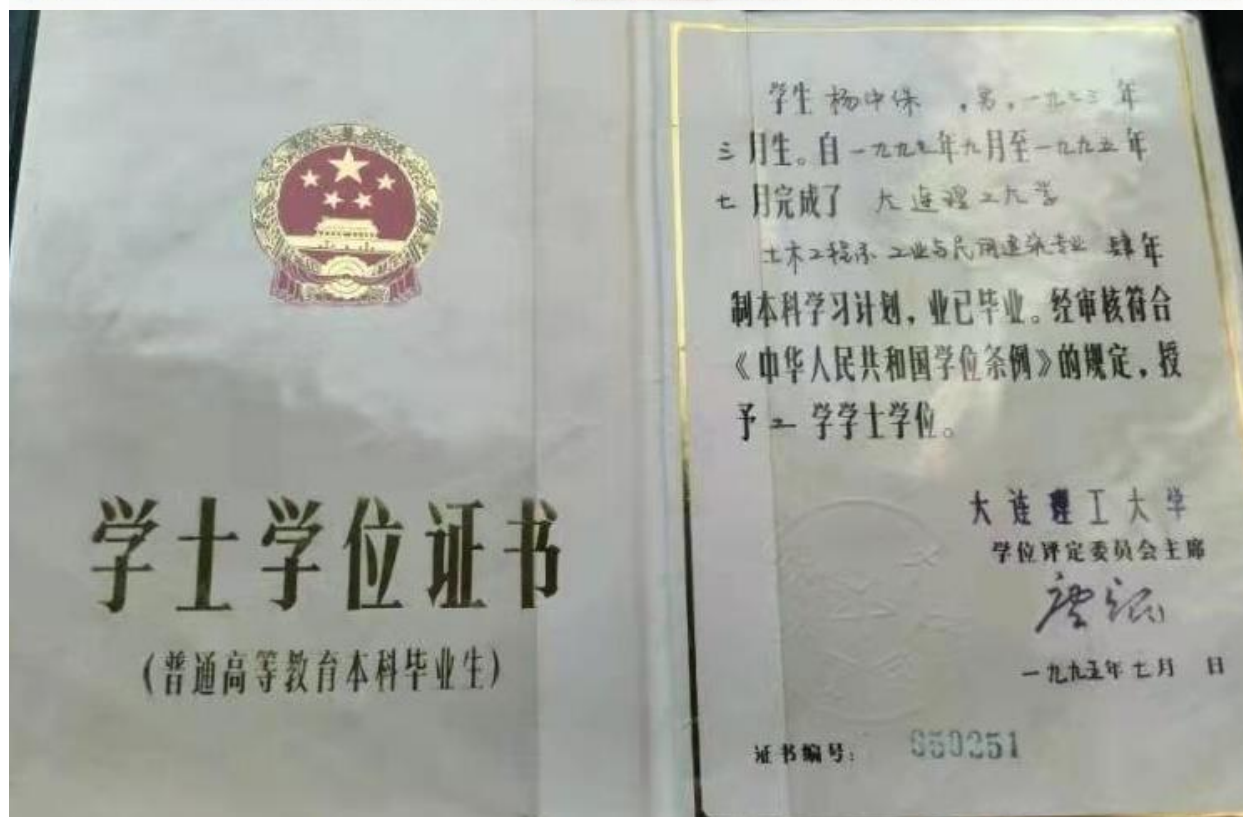 学士学位证书
(普通高等教育本科毕业生)
学生 杨中保 ,男,一九七三年
三月生。自一九九一年九月至一九九五年
七月完成了 大连理工大学
土木工程系 工业与民用建筑专业 肆年
制本科学习计划,业已毕业。经审核符合
《中华人民共和国学位条例》的规定,授
予 工 学学士学位。
大连理工大学
学位评定委员会主席
一九九五年七月 日
证书编号: 950251